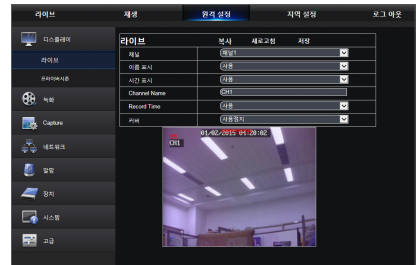 라이브 재생 원격 설정 지역 설정 로그 아웃
디스플레이
라이브
프라이버시존
녹화
Capture
네트워크
알람
장치
시스템
고급
라이브 복사 새로고침 저장
채널 채널1
이름 표시 사용
시간 표시 사용
Channel Name CH1
Record Time 사용
커버 사용정지
01/02/2015 04:20:02
CH1